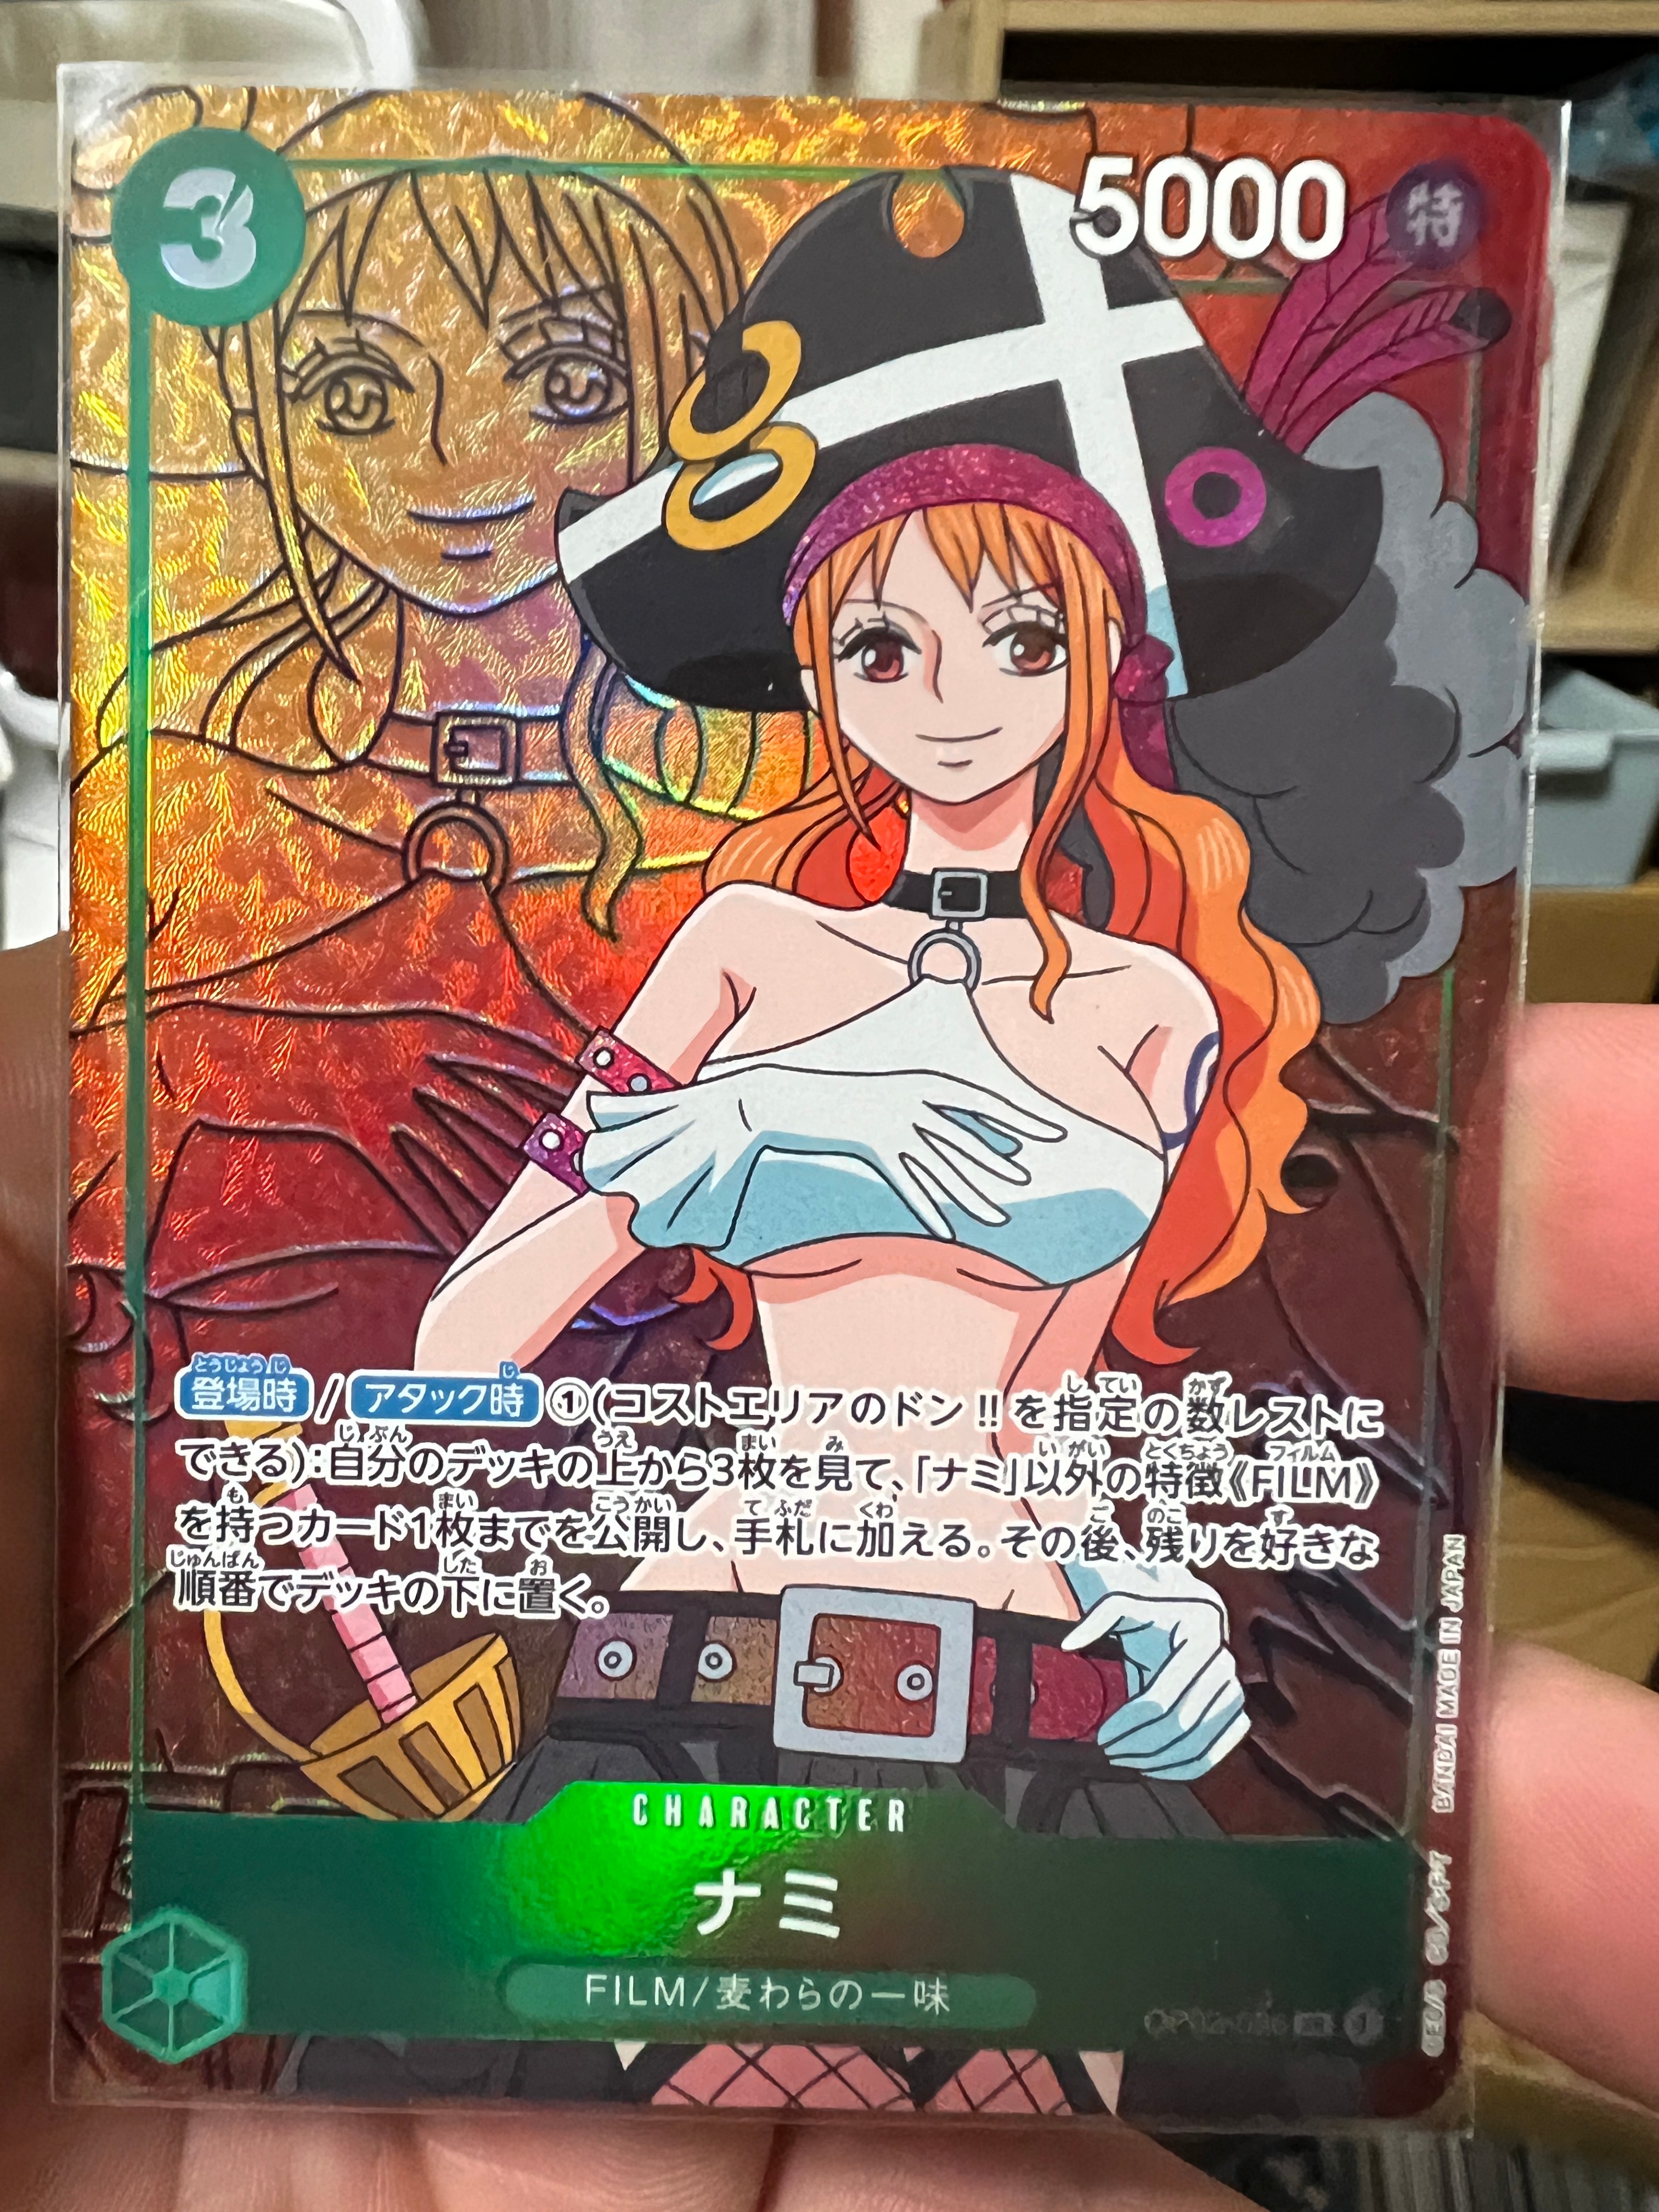 3
5000
特
登場時 / アタック時 ①(コストエリアのドン!!を指定の数レストに
できる):自分のデッキの上から3枚を見て、「ナミ」以外の特徴《FILM》
を持つカード1枚までを公開し、手札に加える。その後、残りを好きな
順番でデッキの下に置く。
CHARACTER
ナミ
FILM/麦わらの一味
BANDAI MADE IN JAPAN